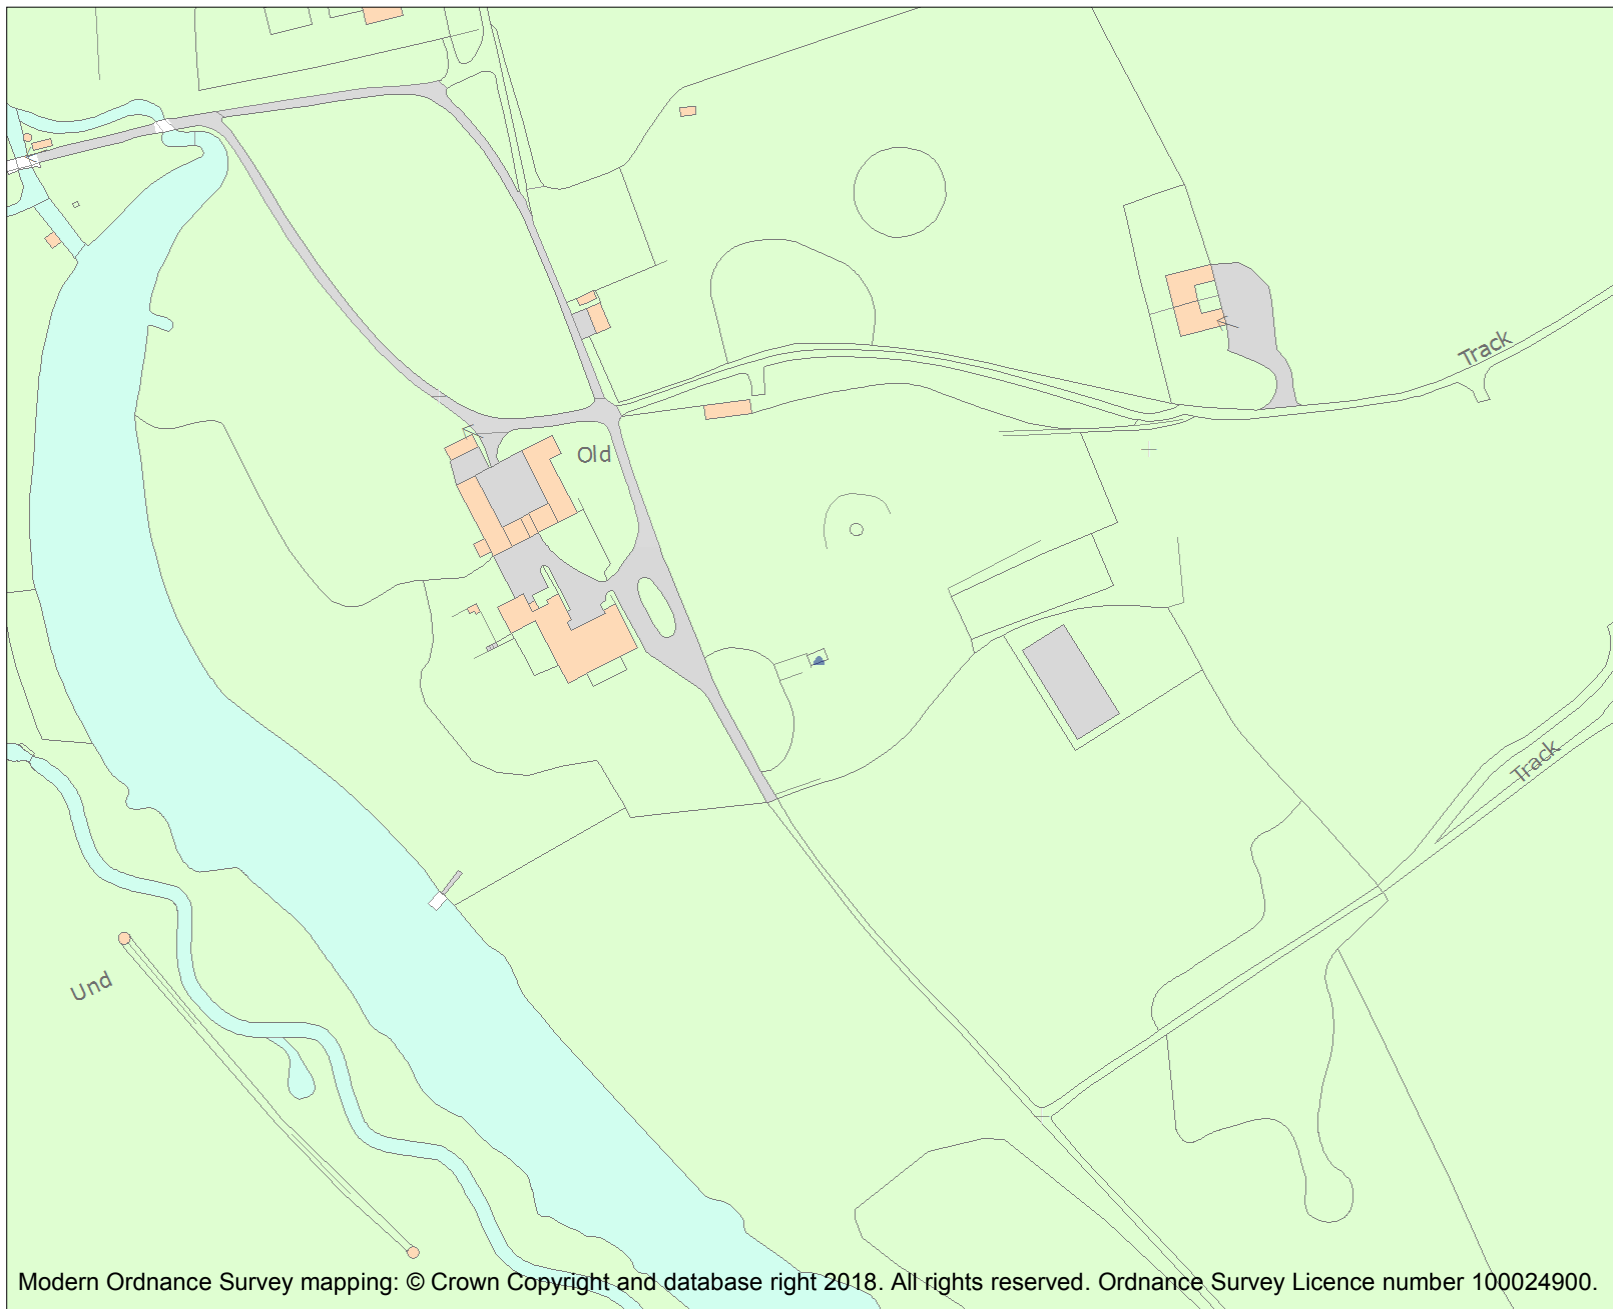 Track
Old
Track
Und
Modern Ordnance Survey mapping: © Crown Copyright and database right 2018. All rights reserved. Ordnance Survey Licence number 100024900.